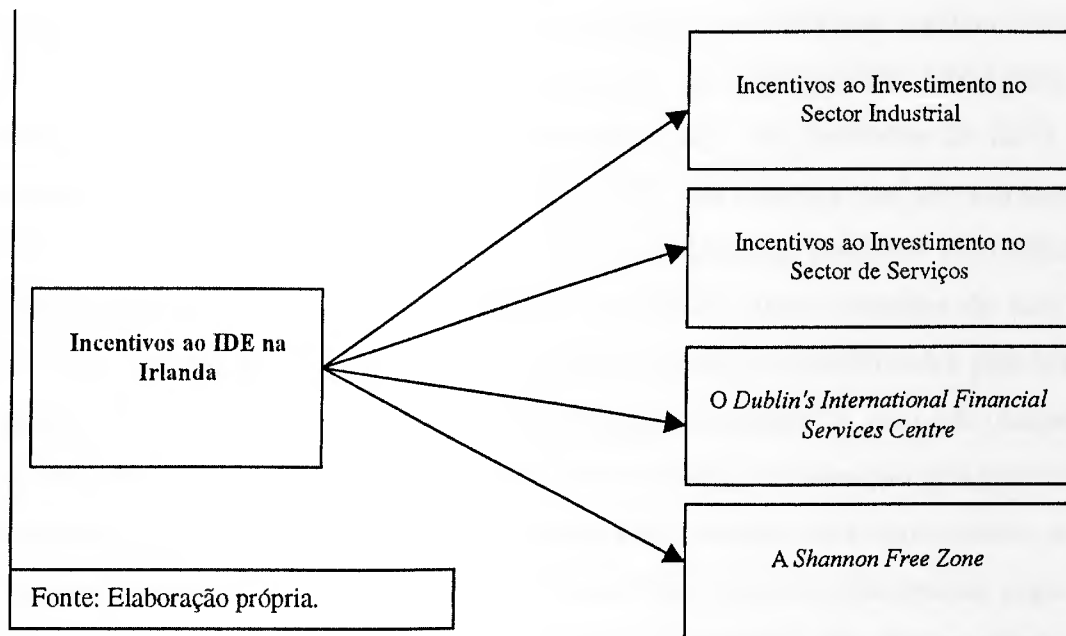 Incentivos ao Investimento no
Sector Industrial
Incentivos ao Investimento no
Sector de Serviços
Incentivos ao IDE na
Irlanda
O Dublin's International Financial
Services Centre
A Shannon Free Zone
Fonte: Elaboração própria.